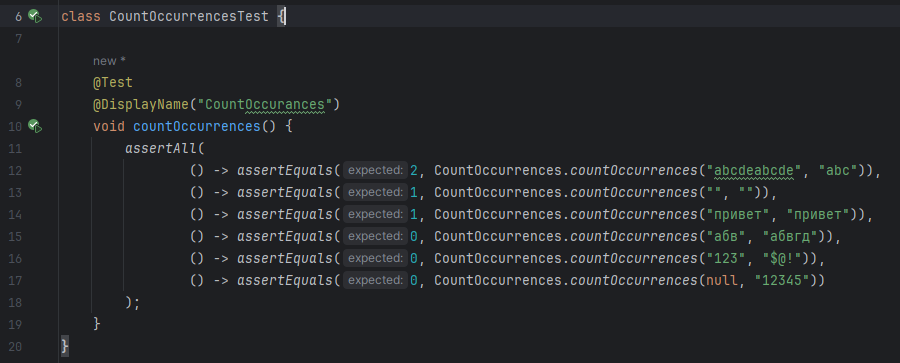 6 class CountOccurrencesTest {
7
new *
8 @Test
9 @DisplayName("CountOccurances")
10 void countOccurrences() {
11 assertAll(
12 () -> assertEquals( expected: 2, CountOccurrences.countOccurrences("abcdeabcde", "abc")),
13 () -> assertEquals( expected: 1, CountOccurrences.countOccurrences("", "")),
14 () -> assertEquals( expected: 1, CountOccurrences.countOccurrences("привет", "привет")),
15 () -> assertEquals( expected: 0, CountOccurrences.countOccurrences("абв", "абвгд")),
16 () -> assertEquals( expected: 0, CountOccurrences.countOccurrences("123", "$@!")),
17 () -> assertEquals( expected: 0, CountOccurrences.countOccurrences(null, "12345"))
18 );
19 }
20 }